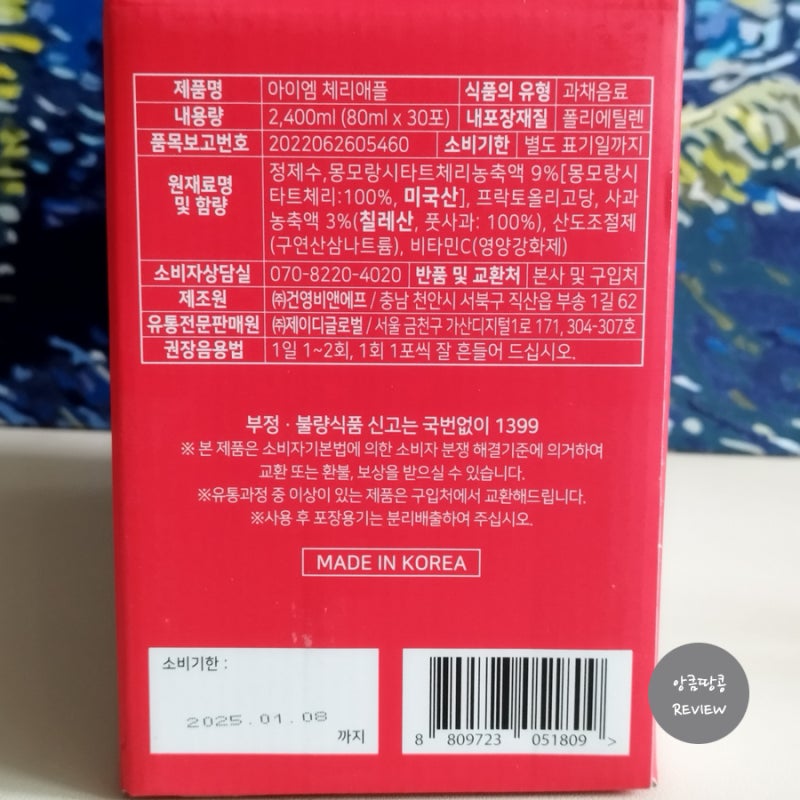 제품명 아이엠 체리애플 식품의 유형 과채음료
내용량 2,400ml (80ml x 30포) 내포장재질 폴리에틸렌
품목보고번호 2022062605460 소비기한 별도 표기일까지
원재료명 및 함량
정제수,몽모랑시타트체리농축액 9%[몽모랑시
타트체리:100%, 미국산], 프락토올리고당, 사과
농축액 3%(칠레산, 풋사과: 100%), 산도조절제
(구연산삼나트륨), 비타민C(영양강화제)
소비자상담실 070-8220-4020 반품 및 교환처 본사 및 구입처
제조원 ㈜건영비앤에프 / 충남 천안시 서북구 직산읍 부송 1길 62
유통전문판매원 ㈜제이디글로벌 / 서울 금천구 가산디지털1로 171, 304-307호
권장음용법 1일 1~2회, 1회 1포씩 잘 흔들어 드십시오.
부정 · 불량식품 신고는 국번없이 1399
※ 본 제품은 소비자기본법에 의한 소비자 분쟁 해결기준에 의거하여
교환 또는 환불, 보상을 받으실 수 있습니다.
※유통과정 중 이상이 있는 제품은 구입처에서 교환해드립니다.
※사용 후 포장용기는 분리배출하여 주십시오.
MADE IN KOREA
소비기한 :
2025.01.08
까지
8 809723 051809 >
앙큼땅콩
REVIEW